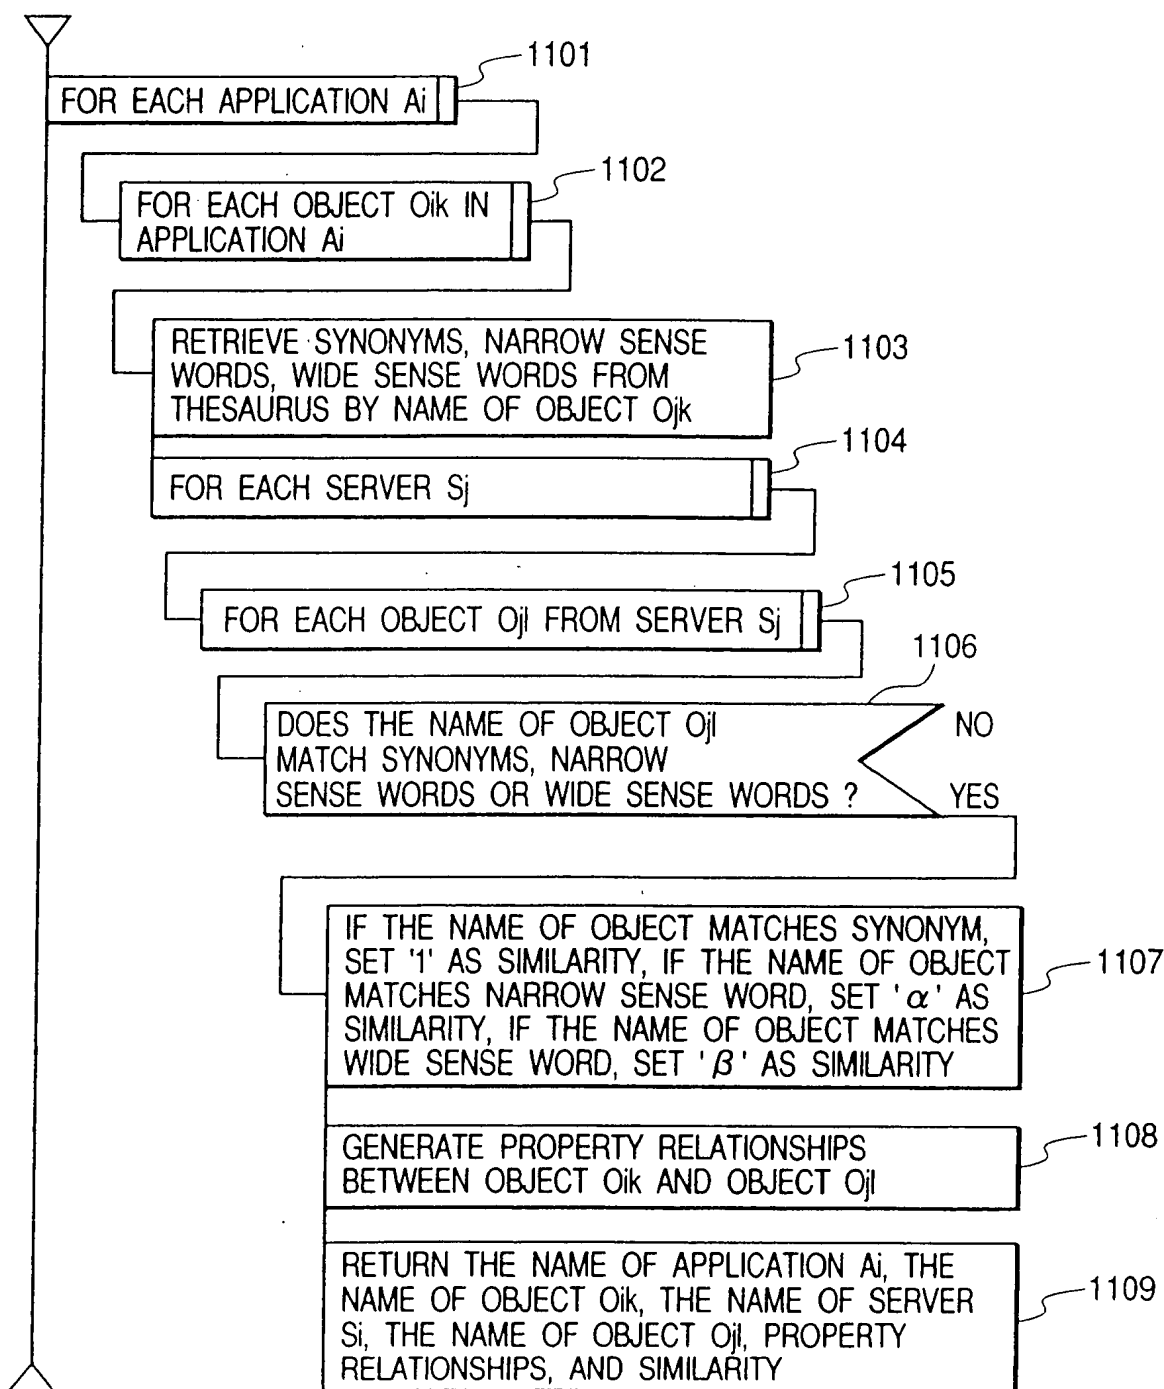 1101
FOR EACH APPLICATION Ai
1102
FOR EACH OBJECT Oik IN
APPLICATION Ai
RETRIEVE SYNONYMS, NARROW SENSE
WORDS, WIDE SENSE WORDS FROM
THESAURUS BY NAME OF OBJECT Ojk
1103
1104
FOR EACH SERVER Sj
1105
FOR EACH OBJECT Ojl FROM SERVER Sj
1106
DOES THE NAME OF OBJECT Ojl
MATCH SYNONYMS, NARROW
SENSE WORDS OR WIDE SENSE WORDS ?
NO
YES
IF THE NAME OF OBJECT MATCHES SYNONYM,
SET '1' AS SIMILARITY, IF THE NAME OF OBJECT
MATCHES NARROW SENSE WORD, SET 'α' AS
SIMILARITY, IF THE NAME OF OBJECT MATCHES
WIDE SENSE WORD, SET 'β' AS SIMILARITY
1107
GENERATE PROPERTY RELATIONSHIPS
BETWEEN OBJECT Oik AND OBJECT Ojl
1108
RETURN THE NAME OF APPLICATION Ai, THE
NAME OF OBJECT Oik, THE NAME OF SERVER
Si, THE NAME OF OBJECT Ojl, PROPERTY
RELATIONSHIPS, AND SIMILARITY
1109